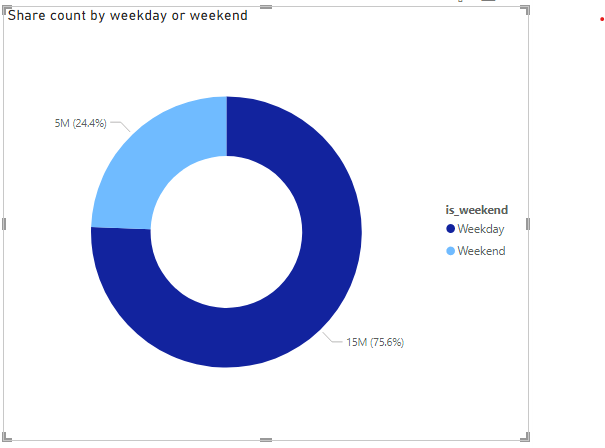 Share count by weekday or weekend
5M (24.4%)
is_weekend
Weekday
Weekend
15M (75.6%)